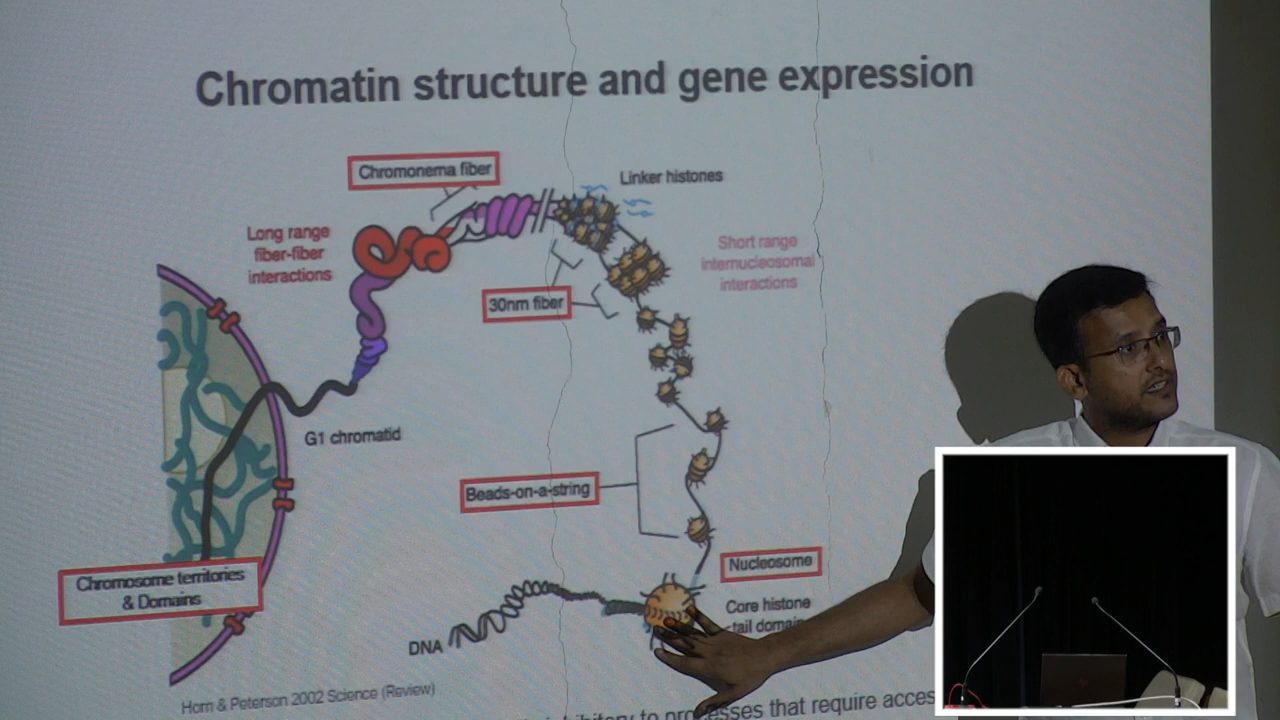 Chromatin structure and gene expression
Chromonema fiber
Linker histones
Long range
fiber-fiber
interactions
Short range
internucleosomal
interactions
30nm fiber
G1 chromatid
Beads-on-a-string
Nucleosome
Chromosome territories
& Domains
Core histone
tail domain
DNA
Horn & Peterson 2002 Science (Review)
inhibitory to processes that require